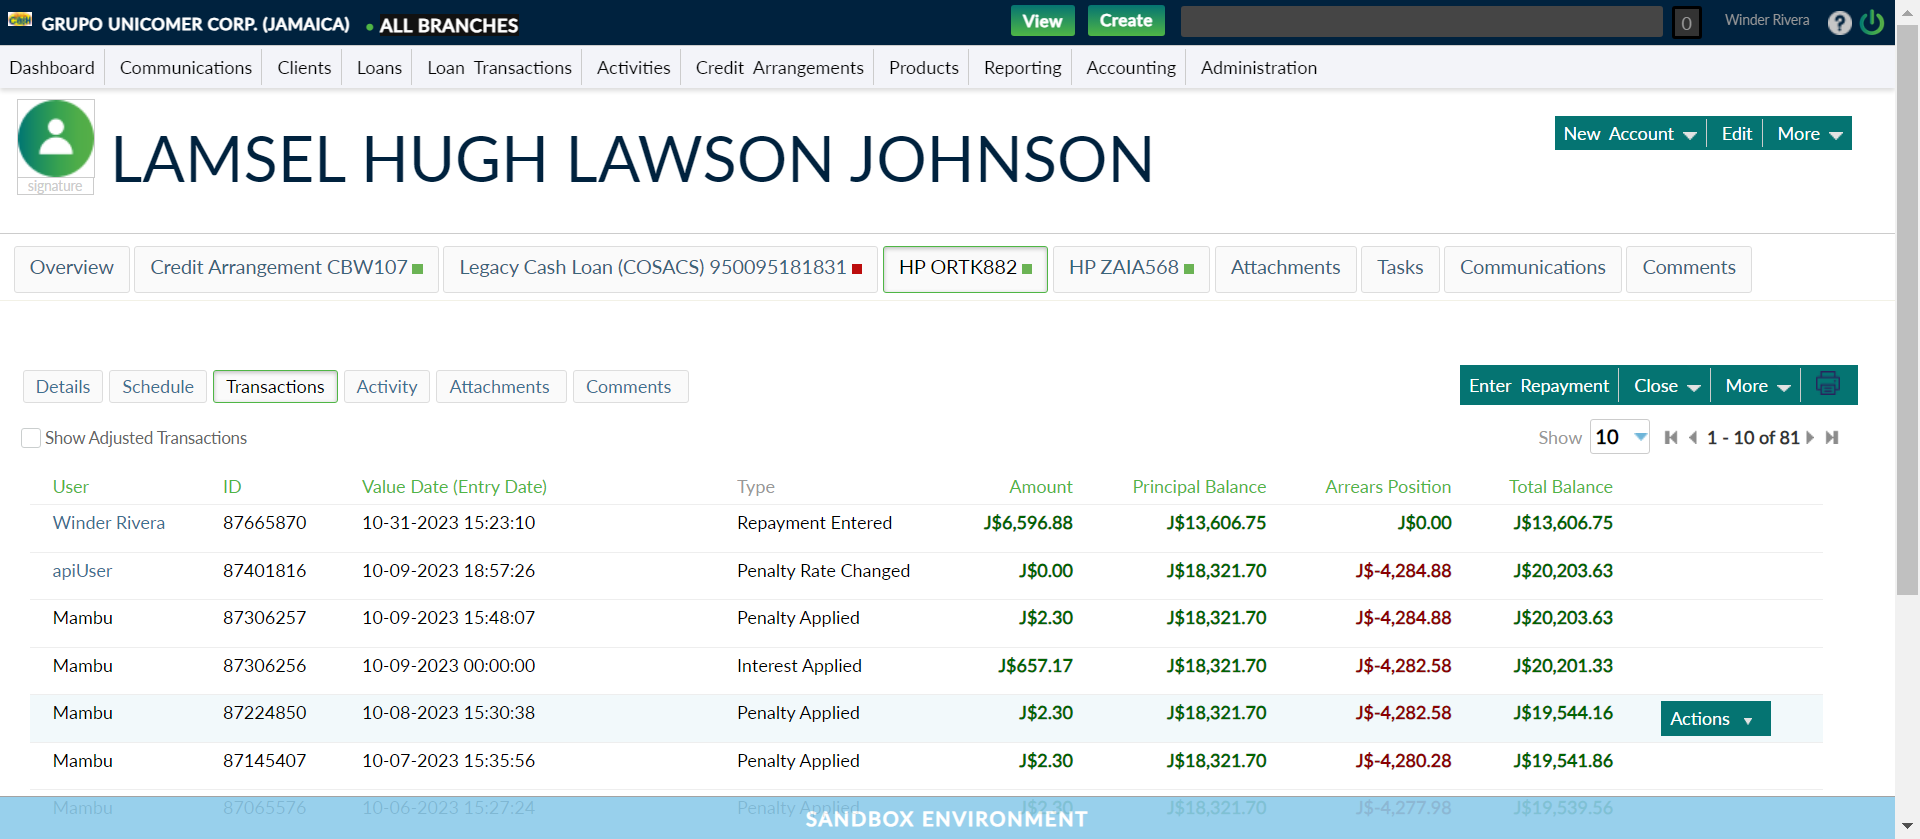 GRUPO UNICOMER CORP. (JAMAICA) • ALL BRANCHES View Create 0 Winder Rivera ?
Dashboard Communications Clients Loans Loan Transactions Activities Credit Arrangements Products Reporting Accounting Administration
LAMSEL HUGH LAWSON JOHNSON
signature
New Account Edit More
Overview Credit Arrangement CBW107 Legacy Cash Loan (COSACS) 950095181831 HP ORTK882 HP ZAIA568 Attachments Tasks Communications Comments
Details Schedule Transactions Activity Attachments Comments Enter Repayment Close More
Show Adjusted Transactions Show 10 1 - 10 of 81
User ID Value Date (Entry Date) Type Amount Principal Balance Arrears Position Total Balance
Winder Rivera 87665870 10-31-2023 15:23:10 Repayment Entered J$6,596.88 J$13,606.75 J$0.00 J$13,606.75
apiUser 87401816 10-09-2023 18:57:26 Penalty Rate Changed J$0.00 J$18,321.70 J$-4,284.88 J$20,203.63
Mambu 87306257 10-09-2023 15:48:07 Penalty Applied J$2.30 J$18,321.70 J$-4,284.88 J$20,203.63
Mambu 87306256 10-09-2023 00:00:00 Interest Applied J$657.17 J$18,321.70 J$-4,282.58 J$20,201.33
Mambu 87224850 10-08-2023 15:30:38 Penalty Applied J$2.30 J$18,321.70 J$-4,282.58 J$19,544.16 Actions
Mambu 87145407 10-07-2023 15:35:56 Penalty Applied J$2.30 J$18,321.70 J$-4,280.28 J$19,541.86
Mambu 87065576 10-06-2023 15:27:24 Penalty Applied J$2.30 J$18,321.70 J$-4,277.98 J$19,539.56
SANDBOX ENVIRONMENT